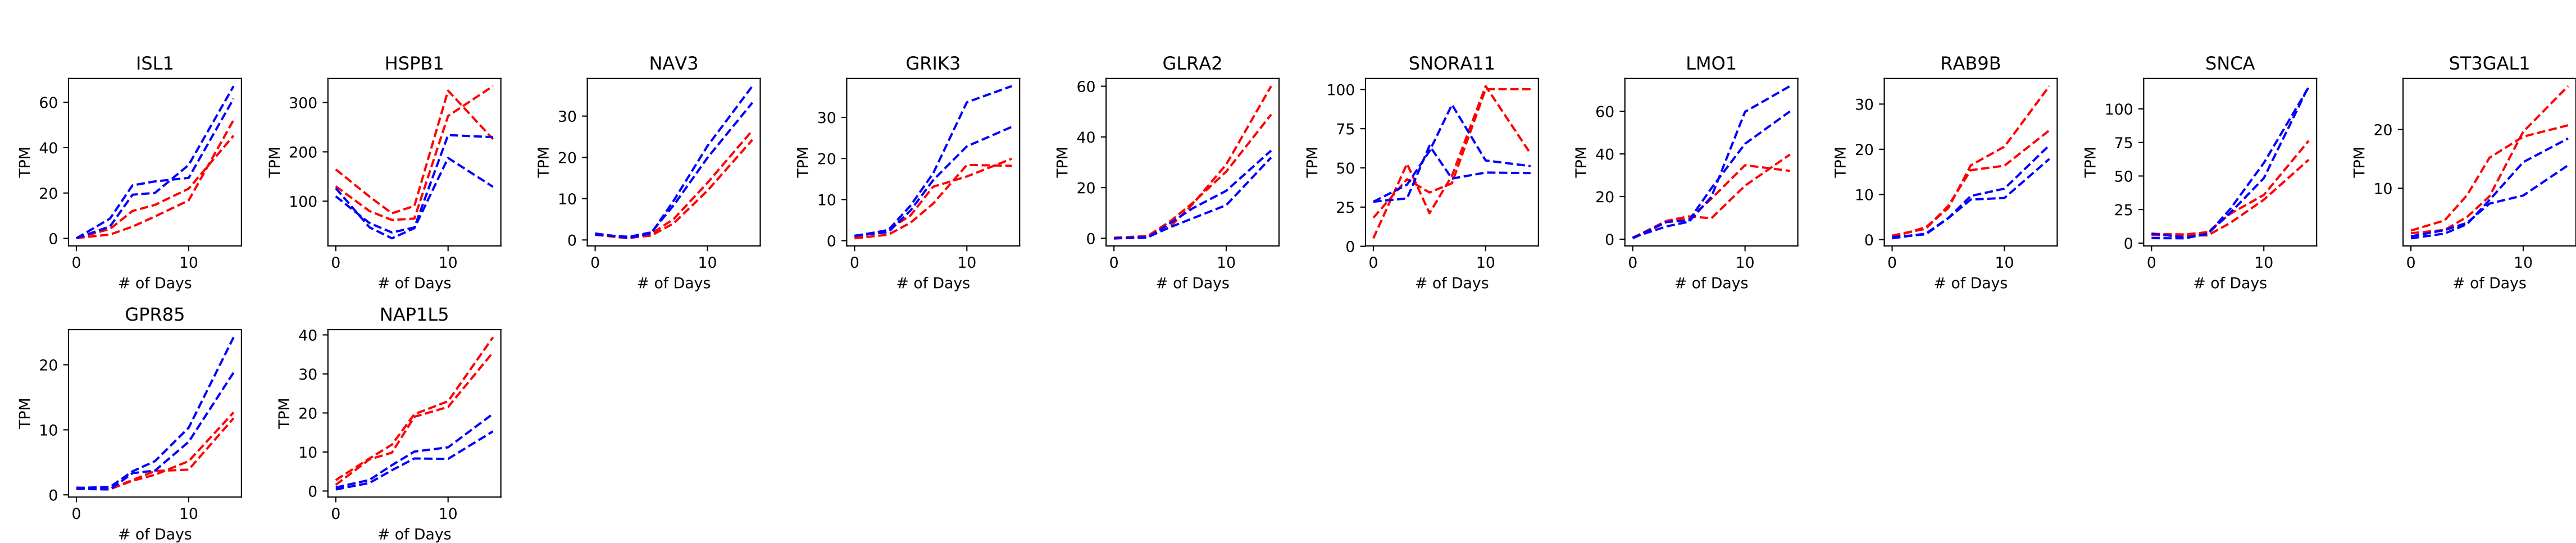 ISL1 HSPB1 NAV3 GRIK3 GLRA2 SNORA11 LMO1 RAB9B SNCA ST3GAL1
TPM 60 40 20 0
TPM 300 200 100
TPM 30 20 10 0
TPM 30 20 10 0
TPM 60 40 20 0
TPM 100 75 50 25 0
TPM 60 40 20 0
TPM 30 20 10 0
TPM 100 75 50 25 0
TPM 20 10
0 10 0 10 0 10 0 10 0 10 0 10 0 10 0 10 0 10 0 10
# of Days # of Days # of Days # of Days # of Days # of Days # of Days # of Days # of Days # of Days
GPR85 NAP1L5
TPM 20 10 0
TPM 40 30 20 10 0
0 10 0 10
# of Days # of Days